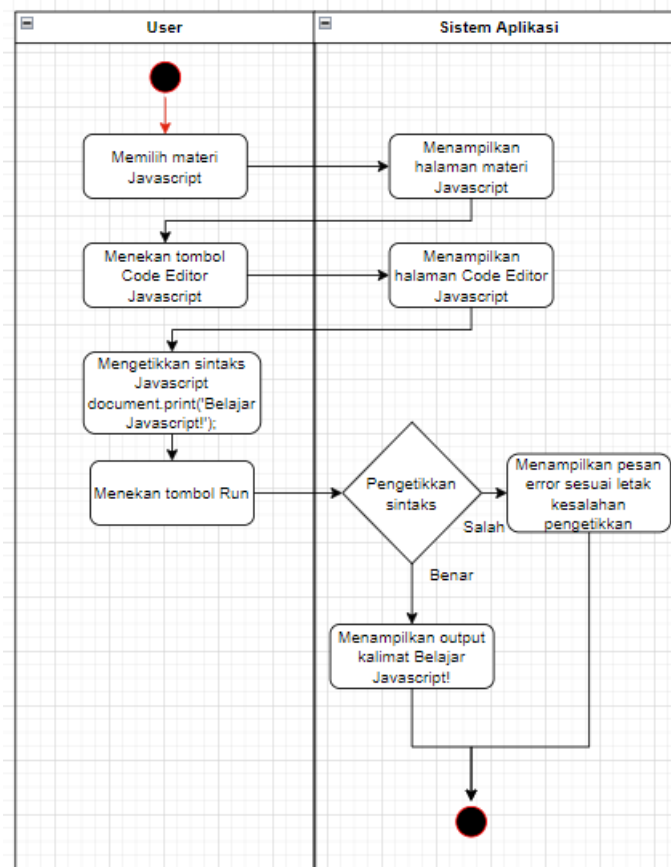 User
Sistem Aplikasi
Memilih materi
Javascript
Menampilkan
halaman materi
Javascript
Menekan tombol
Code Editor
Javascript
Menampilkan
halaman Code Editor
Javascript
Mengetikkan sintaks
Javascript
document.print('Belajar
Javascript!');
Menekan tombol Run
Pengetikkan
sintaks
Salah
Menampilkan pesan
error sesuai letak
kesalahan
pengetikkan
Benar
Menampilkan output
kalimat Belajar
Javascript!